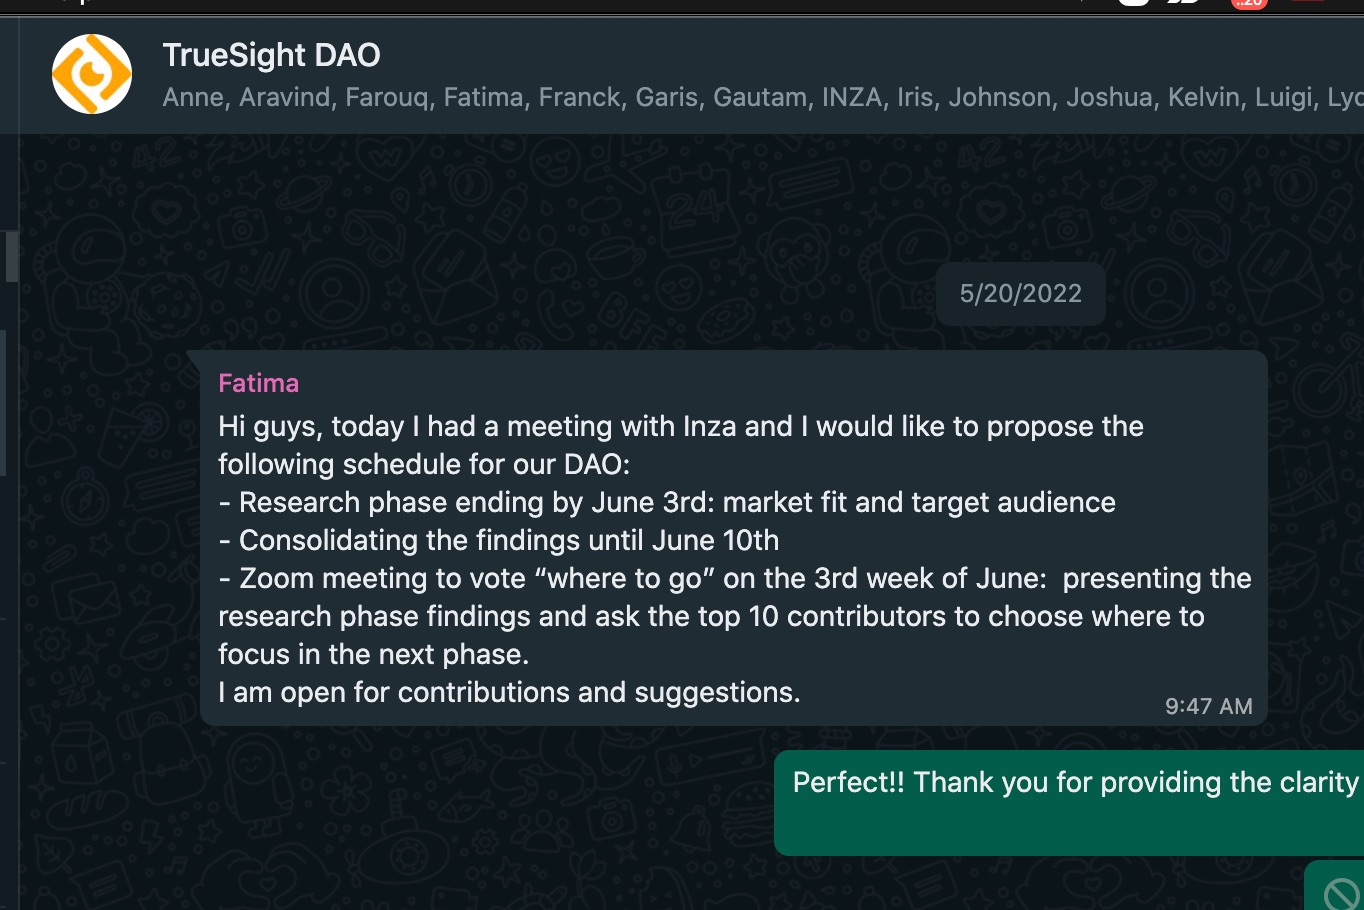 TrueSight DAO
Anne, Aravind, Farouq, Fatima, Franck, Garis, Gautam, INZA, Iris, Johnson, Joshua, Kelvin, Luigi,
5/20/2022
Fatima
Hi guys, today I had a meeting with Inza and I would like to propose the
following schedule for our DAO:
- Research phase ending by June 3rd: market fit and target audience
- Consolidating the findings until June 10th
- Zoom meeting to vote “where to go” on the 3rd week of June:  presenting the
research phase findings and ask the top 10 contributors to choose where to
focus in the next phase.
I am open for contributions and suggestions.
9:47 AM
Perfect!! Thank you for providing the clarity